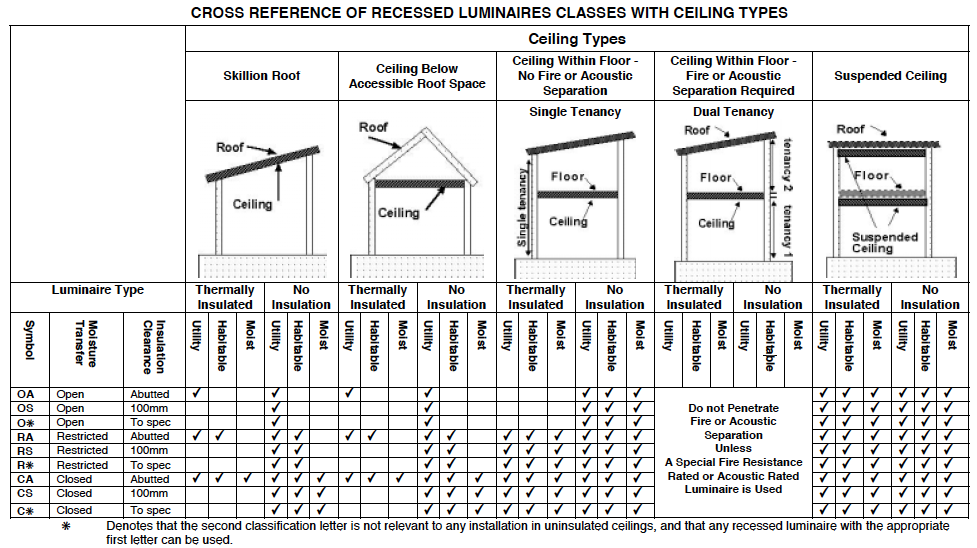 CROSS REFERENCE OF RECESSED LUMINAIRES CLASSES WITH CEILING TYPES
Ceiling Types
Skillion Roof
Ceiling Below
Accessible Roof Space
Ceiling Within Floor -
No Fire or Acoustic
Separation
Ceiling Within Floor -
Fire or Acoustic
Separation Required
Suspended Ceiling
Roof
Ceiling
Roof
Ceiling
Single Tenancy
Roof
Single tenancy
Floor
Ceiling
Dual Tenancy
Roof
Floor
Ceiling
tenancy 2
tenancy 1
Roof
Floor
Suspended
Ceiling
Luminaire Type
Thermally
Insulated
No
Insulation
Thermally
Insulated
No
Insulation
Thermally
Insulated
No
Insulation
Thermally
Insulated
No
Insulation
Thermally
Insulated
No
Insulation
Symbol
Moisture
Transfer
Insulation
Clearance
Utility
Habitable
Moist
Utility
Habitable
Moist
Utility
Habitable
Moist
Utility
Habitable
Moist
Utility
Habitable
Moist
Utility
Habitable
Moist
Utility
Habitable
Moist
Utility
Habitable
Moist
Utility
Habitable
Moist
Utility
Habitable
Moist
OA Open Abutted ✓ ✓ ✓ ✓ ✓ ✓ ✓ ✓ ✓ ✓ ✓ ✓ ✓
OS Open 100mm ✓ ✓ ✓ ✓ ✓ ✓ ✓ ✓ ✓ ✓ ✓
O* Open To spec ✓ ✓ ✓ ✓ ✓ ✓ ✓ ✓ ✓ ✓ ✓
RA Restricted Abutted ✓ ✓ ✓ ✓ ✓ ✓ ✓ ✓ ✓ ✓ ✓ ✓ ✓ ✓ ✓ ✓ ✓ ✓ ✓ ✓
RS Restricted 100mm ✓ ✓ ✓ ✓ ✓ ✓ ✓ ✓ ✓ ✓ ✓ ✓ ✓ ✓ ✓ ✓
R* Restricted To spec ✓ ✓ ✓ ✓ ✓ ✓ ✓ ✓ ✓ ✓ ✓ ✓ ✓ ✓ ✓ ✓
CA Closed Abutted ✓ ✓ ✓ ✓ ✓ ✓ ✓ ✓ ✓ ✓ ✓ ✓ ✓ ✓ ✓ ✓ ✓ ✓ ✓ ✓ ✓ ✓ ✓ ✓
CS Closed 100mm ✓ ✓ ✓ ✓ ✓ ✓ ✓ ✓ ✓ ✓ ✓ ✓ ✓ ✓ ✓ ✓ ✓ ✓
C* Closed To spec ✓ ✓ ✓ ✓ ✓ ✓ ✓ ✓ ✓ ✓ ✓ ✓ ✓ ✓ ✓ ✓ ✓ ✓
Do not Penetrate
Fire or Acoustic
Separation
Unless
A Special Fire Resistance
Rated or Acoustic Rated
Luminaire is Used
* Denotes that the second classification letter is not relevant to any installation in uninsulated ceilings, and that any recessed luminaire with the appropriate
first letter can be used.